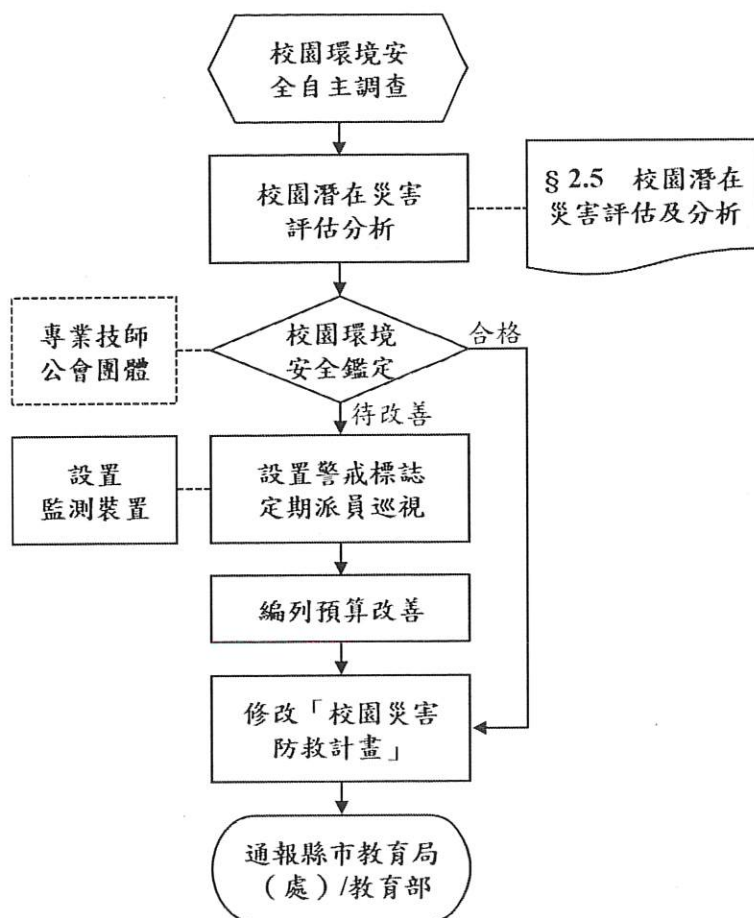 校園環境安
全自主調查
校園潛在災害
評估分析
§ 2.5 校園潛在
災害評估及分析
專業技師
公會團體
校園環境
安全鑑定
合格
待改善
設置
監測裝置
設置警戒標誌
定期派員巡視
編列預算改善
修改「校園災害
防救計畫」
通報縣市教育局
（處）/教育部